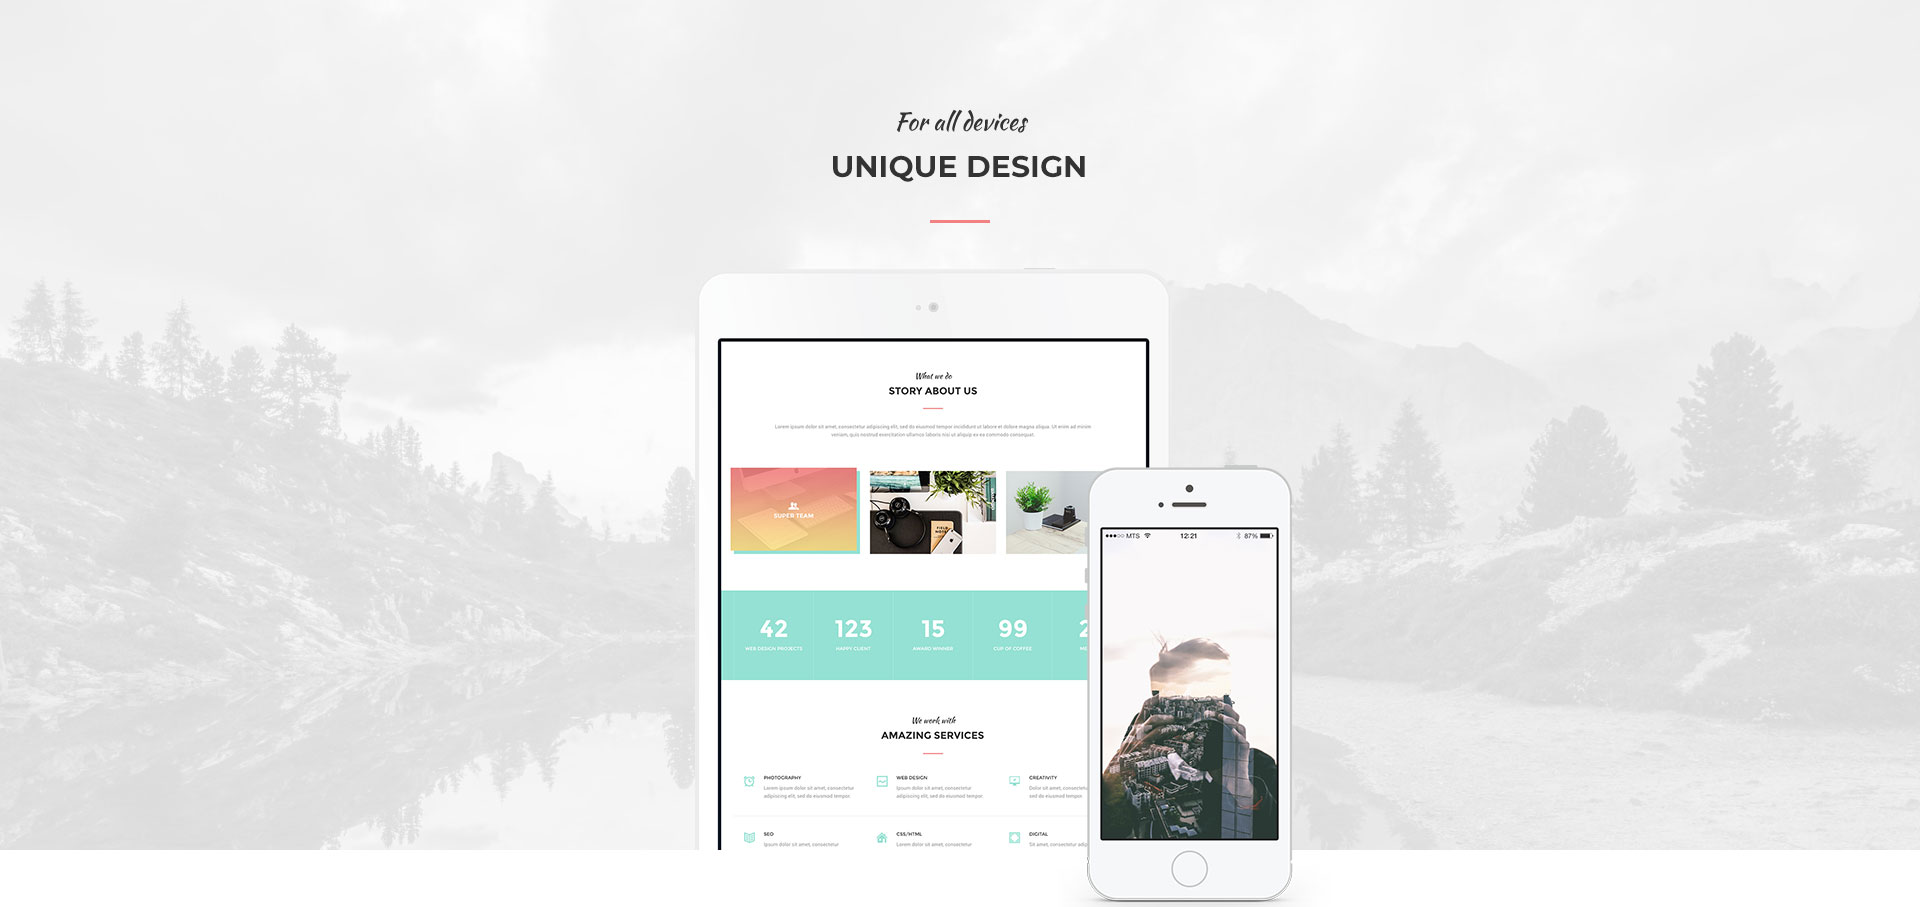 For all devices
UNIQUE DESIGN
What we do
STORY ABOUT US
Lorem ipsum dolor sit amet, consectetur adipiscing elit, sed do eiusmod tempor incididunt ut labore et dolore magna aliqua. Ut enim ad minim
veniam, quis nostrud exercitation ullamco laboris nisi ut aliquip ex ea commodo consequat.
SUPER TEAM
FIELD
NOTES
42
WEB DESIGN PROJECTS
123
HAPPY CLIENT
15
AWARD WINNER
99
CUP OF COFFEE
2
ME
We work with
AMAZING SERVICES
PHOTOGRAPHY
Lorem ipsum dolor sit amet, consectetur
adipiscing elit, sed do eiusmod tempor.
WEB DESIGN
Ipsum dolor sit amet, consectetur
adipiscing elit, sed do eiusmod tempor.
CREATIVITY
Dolor sit amet,
sed do eiusmod tempor.
SEO
Ipsum dolor sit amet, consectetur
CSS/HTML
Lorem dolor sit amet, consectetur
DIGITAL
Sit amet, consectetur
MTS 12:21 87%